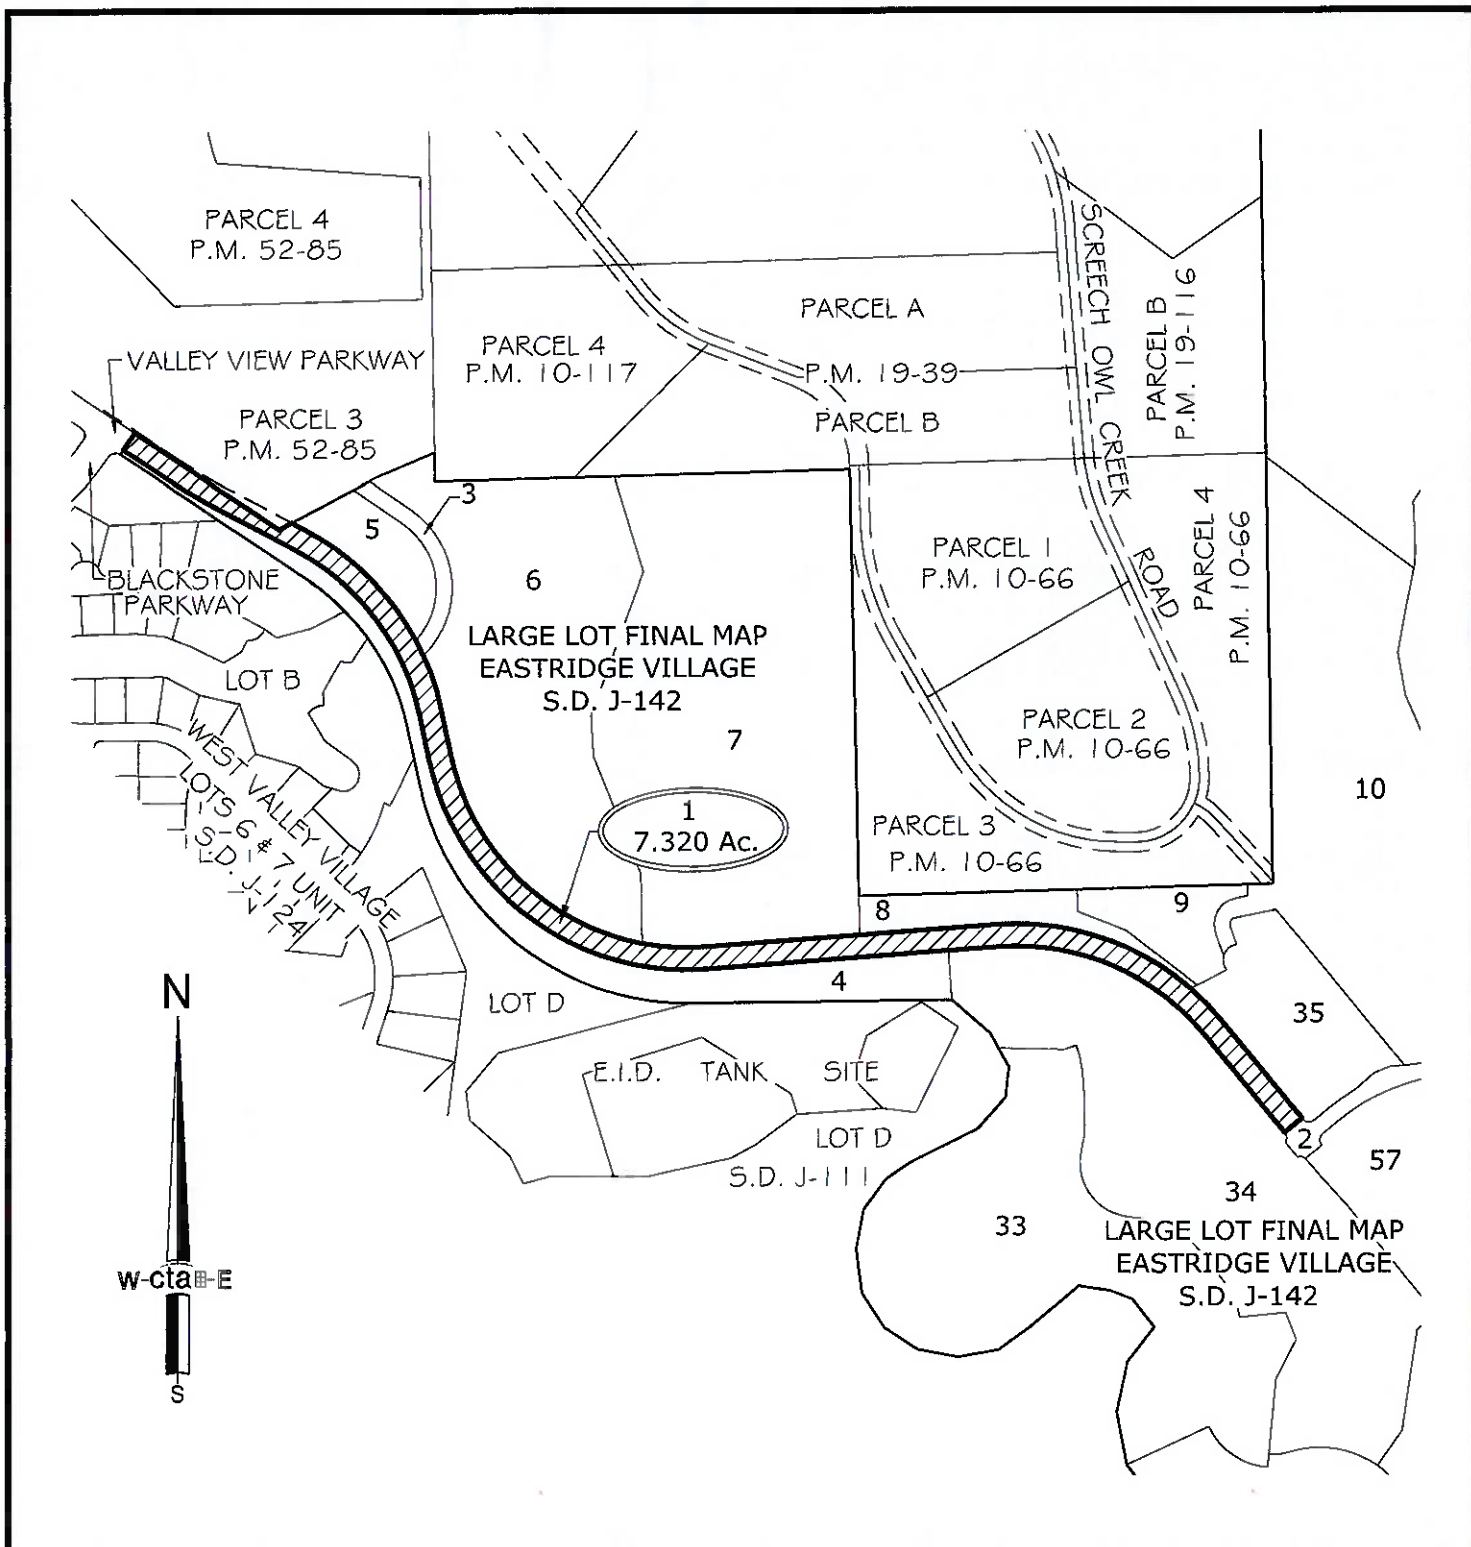 PARCEL 4
P.M. 52-85
VALLEY VIEW PARKWAY
PARCEL 3
P.M. 52-85
PARCEL 4
P.M. 10-117
PARCEL A
P.M. 19-39
PARCEL B
SCREECH OWL CREEK
ROAD
PARCEL B
P.M. 19-116
3
5
6
BLACKSTONE
PARKWAY
LARGE LOT FINAL MAP
EASTRIDGE VILLAGE
S.D. J-142
PARCEL 1
P.M. 10-66
PARCEL 4
P.M. 10-66
LOT B
7
PARCEL 2
P.M. 10-66
10
WEST VALLEY VILLAGE
LOTS 6 & 7 UNIT
S.D. J-124
1
7.320 Ac.
PARCEL 3
P.M. 10-66
8
9
4
LOT D
35
N
E.I.D. TANK SITE
LOT D
S.D. J-111
2
57
34
33
LARGE LOT FINAL MAP
EASTRIDGE VILLAGE
S.D. J-142
W-cta
E
S